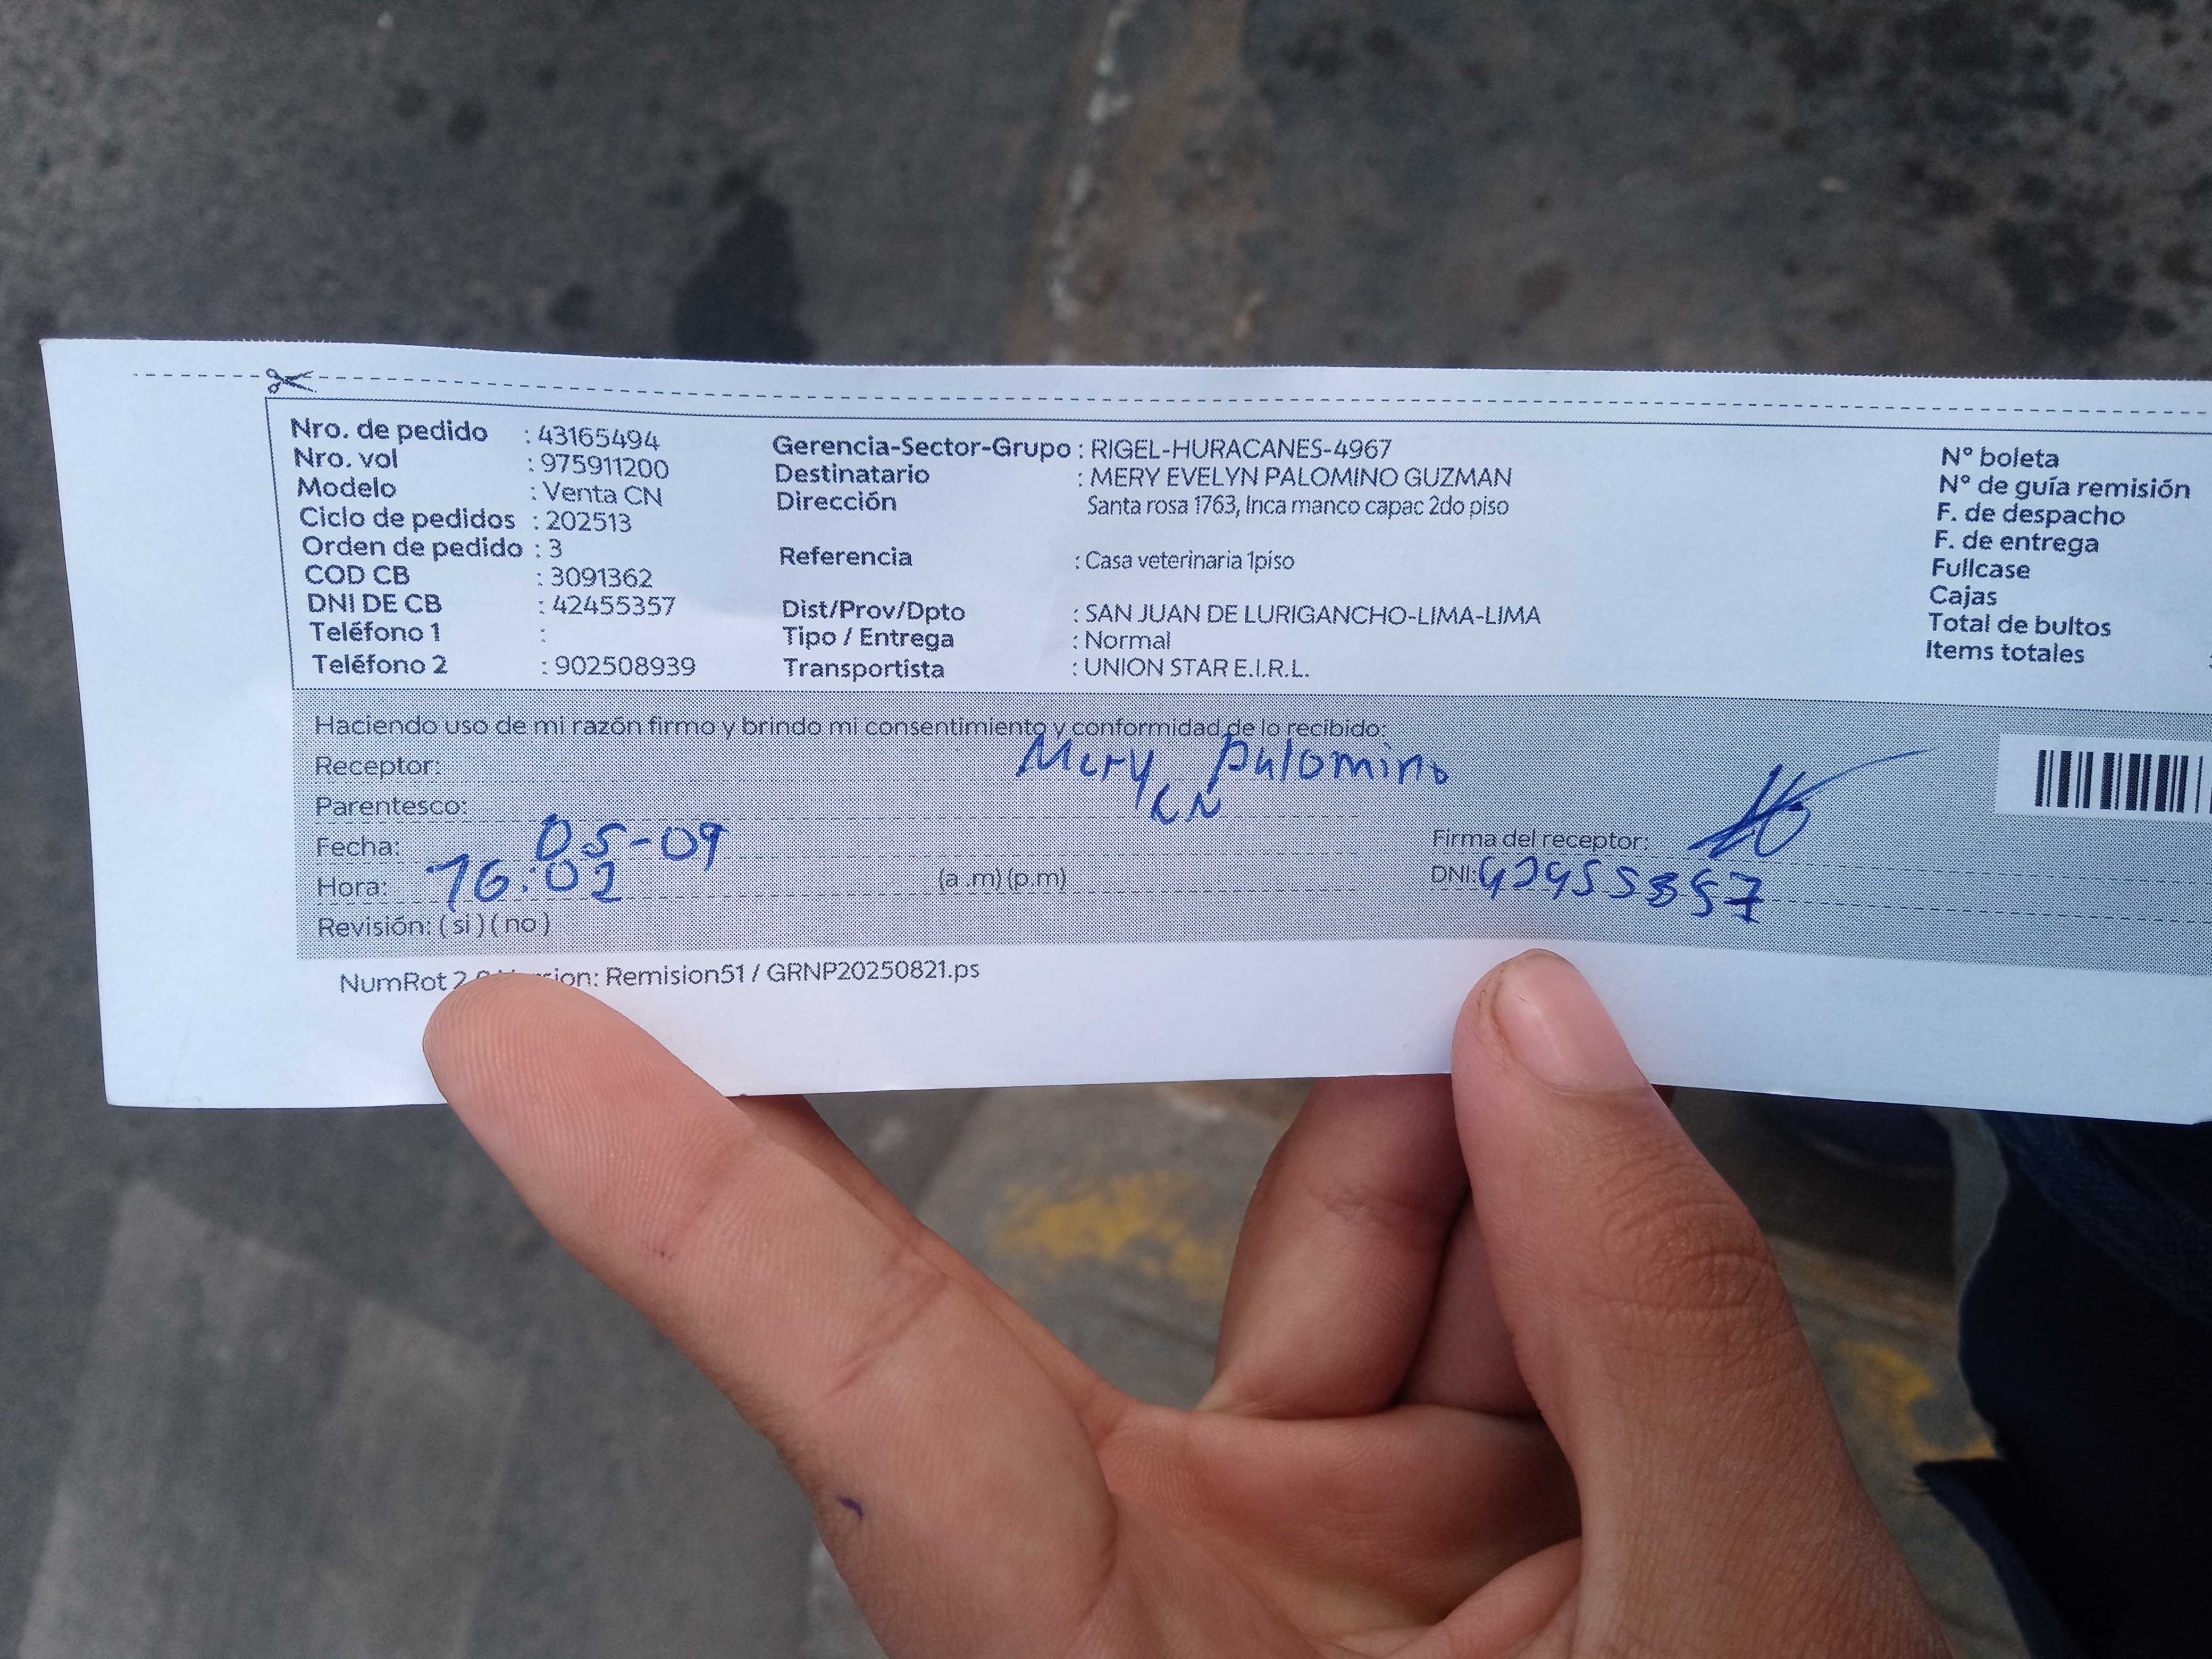 Nro. de pedido : 43165494
Nro. vol : 975911200
Modelo : Venta CN
Ciclo de pedidos : 202513
Orden de pedido : 3
COD CB : 3091362
DNI DE CB : 42455357
Teléfono 1 :
Teléfono 2 : 902508939
Gerencia-Sector-Grupo : RIGEL-HURACANES-4967
Destinatario : MERY EVELYN PALOMINO GUZMAN
Dirección Santa rosa 1763, Inca manco capac 2do piso
Referencia : Casa veterinaria 1piso
Dist/Prov/Dpto : SAN JUAN DE LURIGANCHO-LIMA-LIMA
Tipo / Entrega : Normal
Transportista : UNION STAR E.I.R.L.
N° boleta
N° de guía remisión
F. de despacho
F. de entrega
Fullcase
Cajas
Total de bultos
Items totales
Haciendo uso de mi razón firmo y brindo mi consentimiento y conformidad de lo recibido:
Receptor: Mery Palomino
Parentesco:
Fecha: 05-09
Hora: 16:02 (a .m) (p.m)
Revisión: ( si ) ( no )
Firma del receptor:
DNI: 42455357
NumRot Remision51 / GRNP20250821.ps